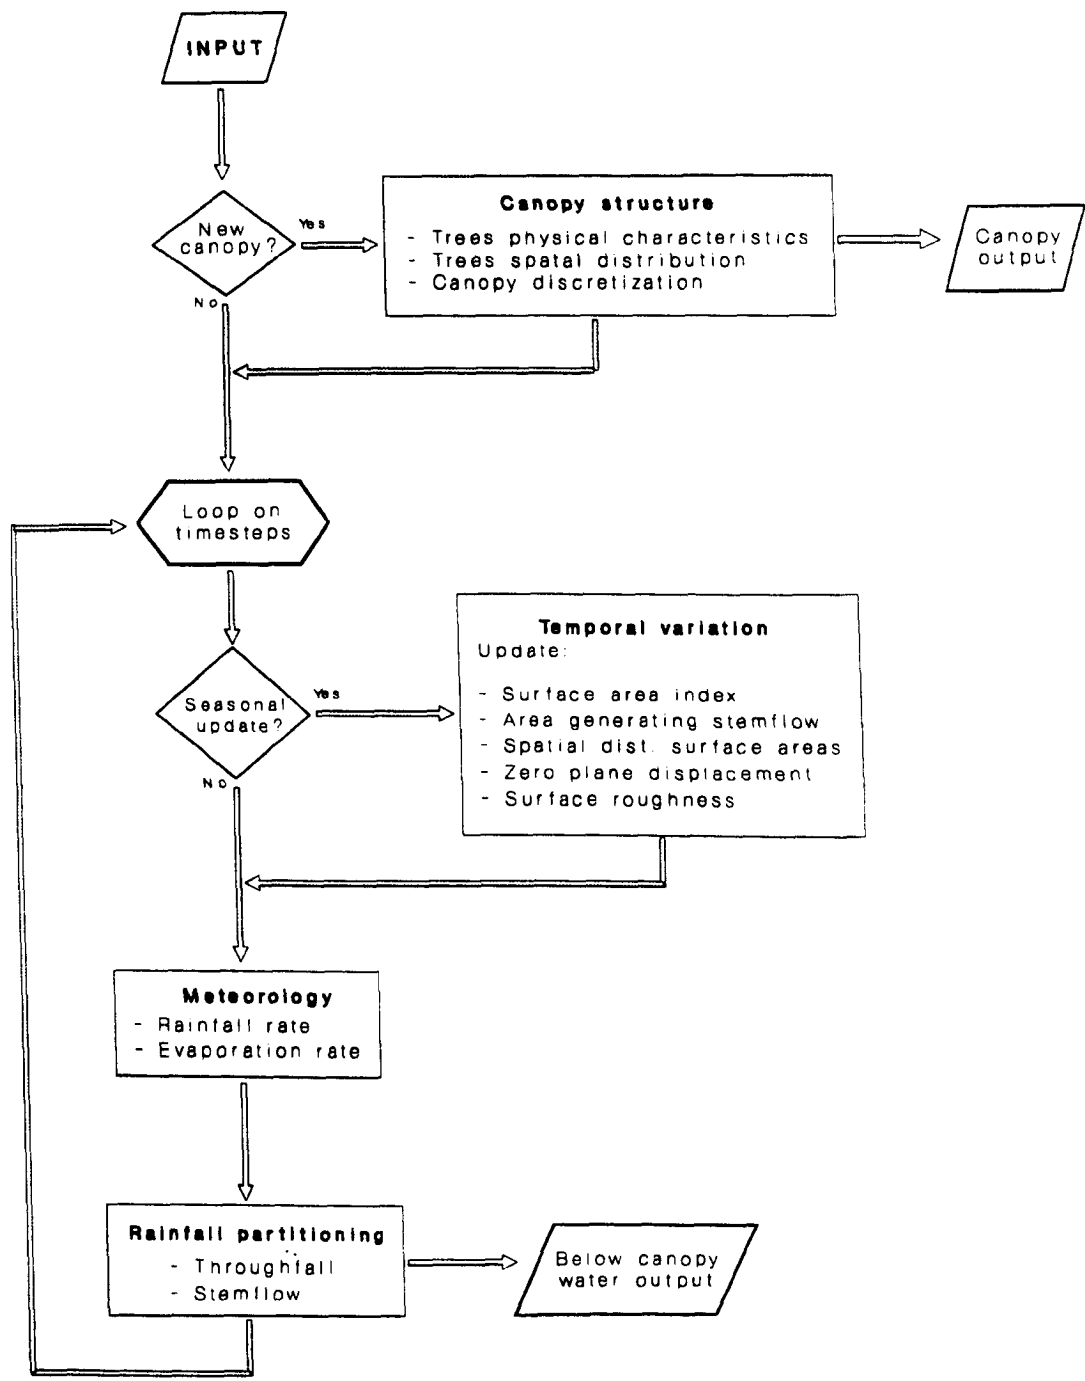 INPUT
New
canopy?
Yes
No
Canopy structure
- Trees physical characteristics
- Trees spatal distribution
- Canopy discretization
Canopy
output
Loop on
timesteps
Seasonal
update?
Yes
No
Temporal variation
Update:
- Surface area index
- Area generating stemflow
- Spatial dist. surface areas
- Zero plane displacement
- Surface roughness
Meteorology
- Rainfall rate
- Evaporation rate
Rainfall partitioning
- Throughfall
- Stemflow
Below canopy
water output